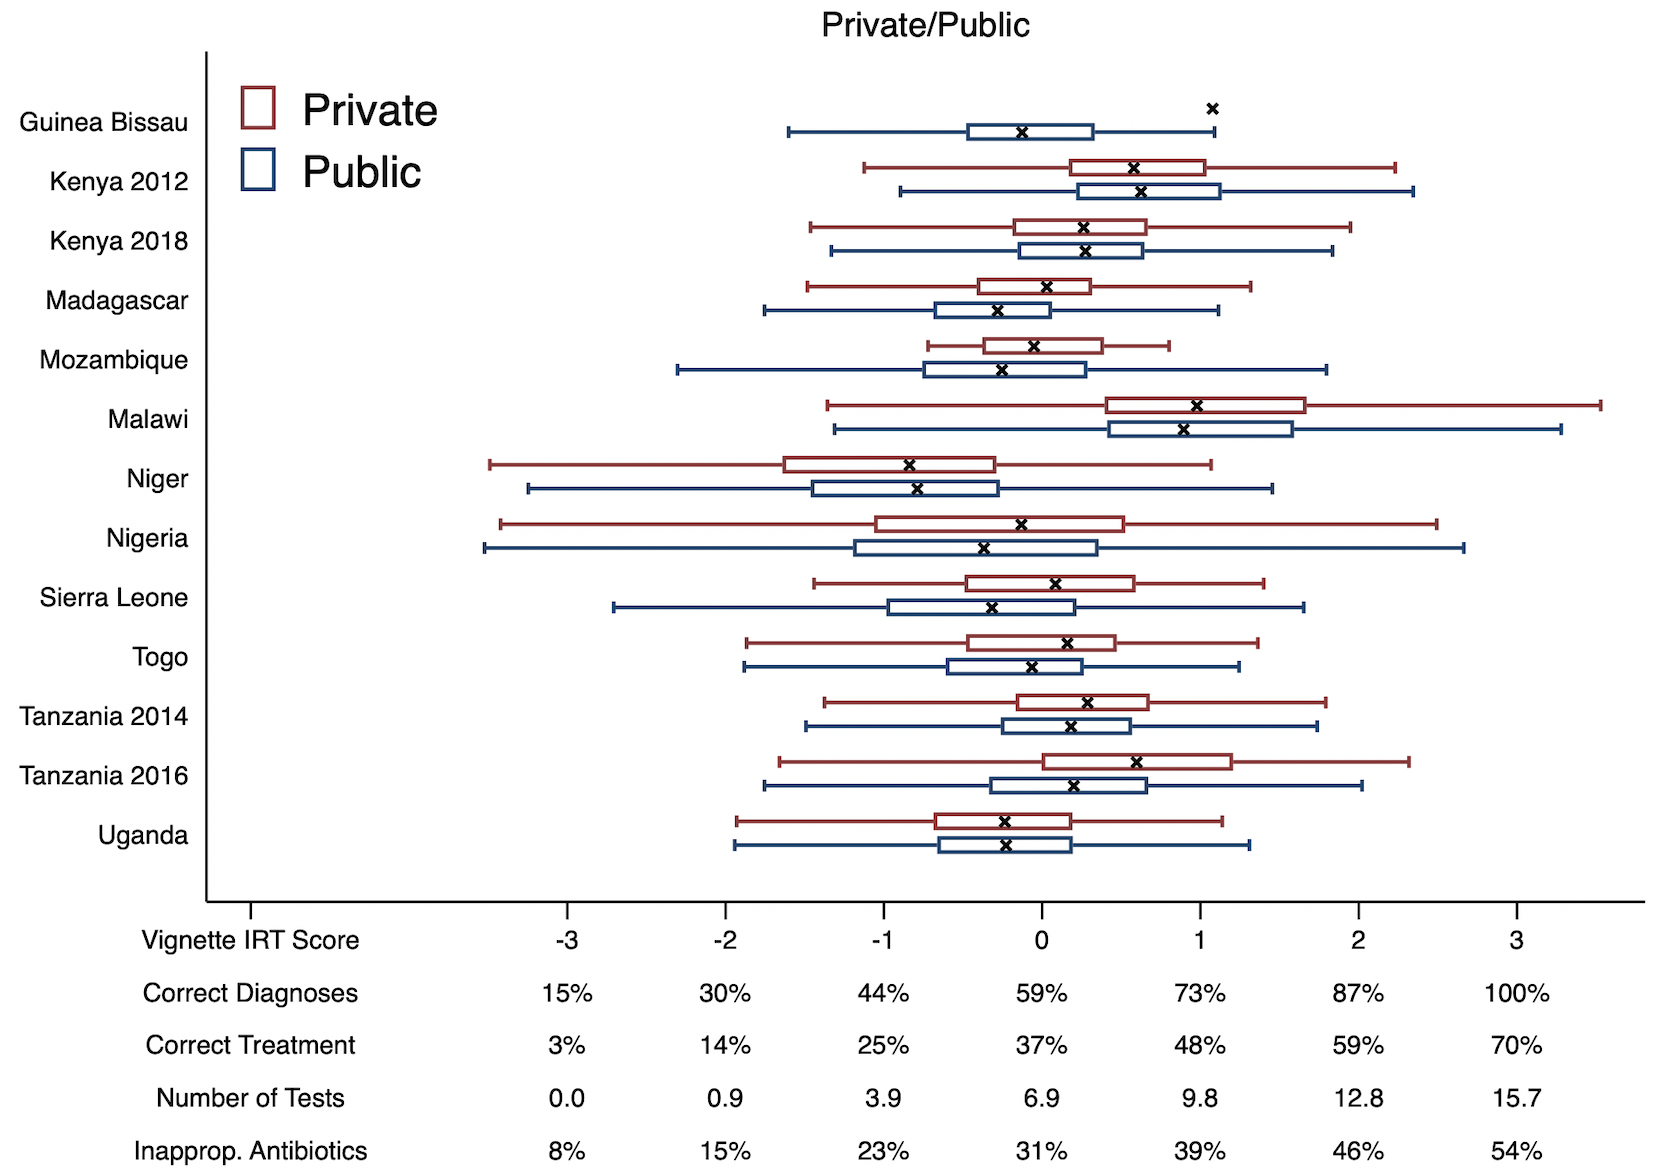 Private/Public
Private
Public
Guinea Bissau
Kenya 2012
Kenya 2018
Madagascar
Mozambique
Malawi
Niger
Nigeria
Sierra Leone
Togo
Tanzania 2014
Tanzania 2016
Uganda
Vignette IRT Score -3 -2 -1 0 1 2 3
Correct Diagnoses 15% 30% 44% 59% 73% 87% 100%
Correct Treatment 3% 14% 25% 37% 48% 59% 70%
Number of Tests 0.0 0.9 3.9 6.9 9.8 12.8 15.7
Inapprop. Antibiotics 8% 15% 23% 31% 39% 46% 54%